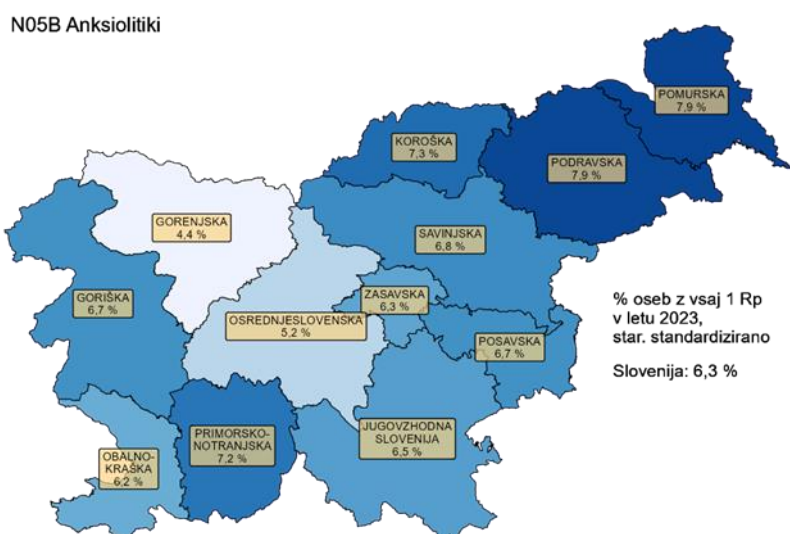 N05B Anksiolitiki
POMURSKA
7,9 %
KOROŠKA
7,3 %
PODRAVSKA
7,9 %
GORENJSKA
4,4 %
SAVINJSKA
6,8 %
GORIŠKA
6,7 %
ZASAVSKA
6,3 %
OSREDNJESLOVENSKA
5,2 %
POSAVSKA
6,7 %
% oseb z vsaj 1 Rp
v letu 2023,
star. standardizirano
Slovenija: 6,3 %
PRIMORSKO-
NOTRANJSKA
7,2 %
JUGOVZHODNA
SLOVENIJA
6,5 %
OBALNO-
KRAŠKA
6,2 %